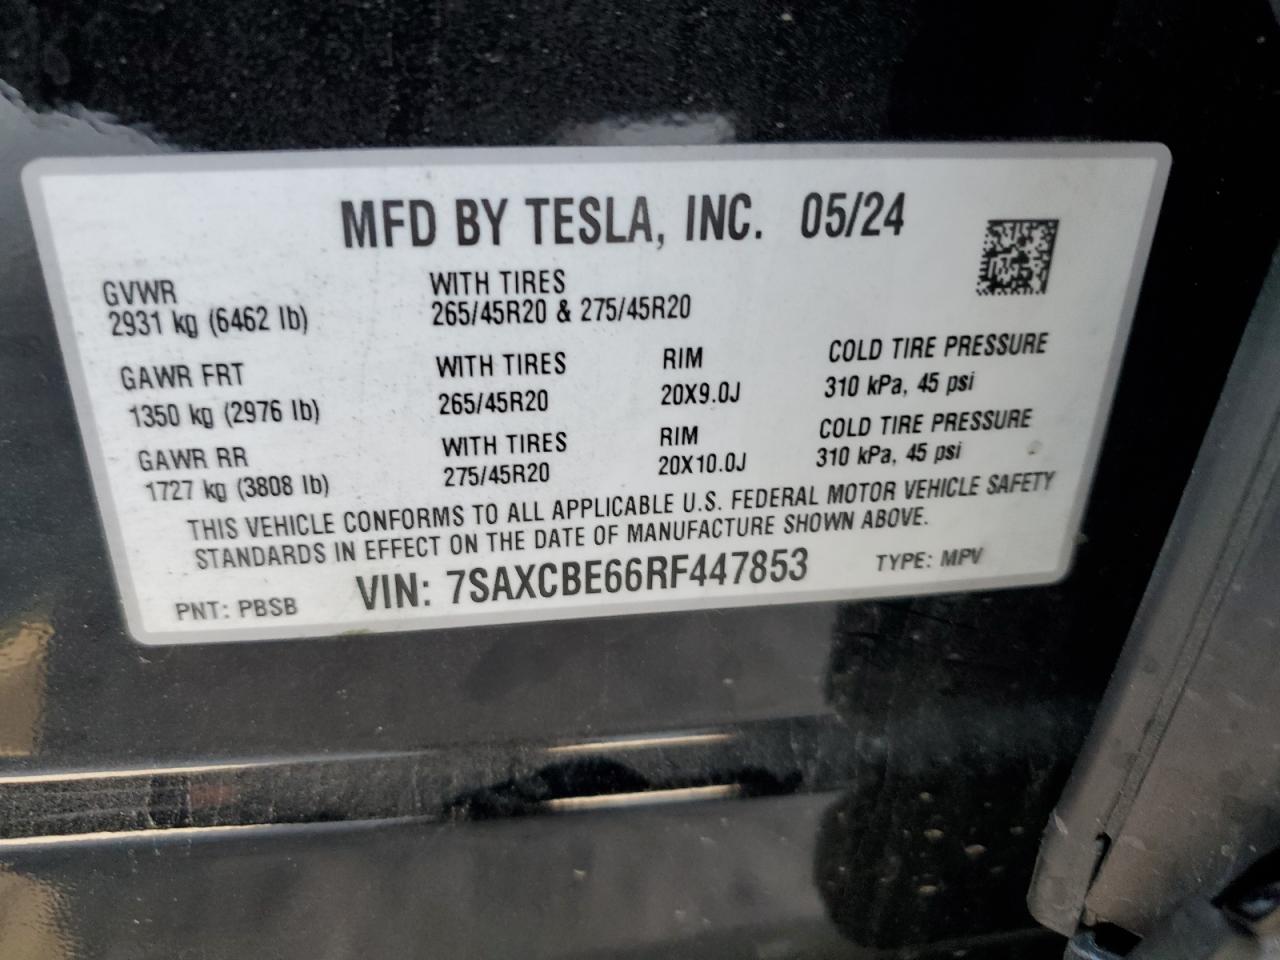 MFD BY TESLA, INC. 05/24
GVWR WITH TIRES
2931 kg (6462 lb) 265/45R20 & 275/45R20
GAWR FRT WITH TIRES RIM COLD TIRE PRESSURE
1350 kg (2976 lb) 265/45R20 20X9.0J 310 kPa, 45 psi
GAWR RR WITH TIRES RIM COLD TIRE PRESSURE
1727 kg (3808 lb) 275/45R20 20X10.0J 310 kPa, 45 psi
THIS VEHICLE CONFORMS TO ALL APPLICABLE U.S. FEDERAL MOTOR VEHICLE SAFETY
STANDARDS IN EFFECT ON THE DATE OF MANUFACTURE SHOWN ABOVE.
PNT: PBSB VIN: 7SAXCBE66RF447853 TYPE: MPV